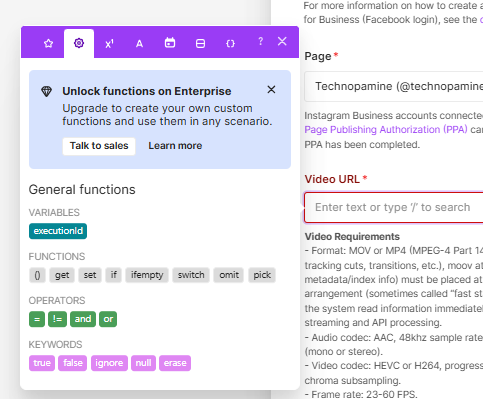 For more information on how to create a
for Business (Facebook login), see the
Page *
Technopamine (@technopamine
Instagram Business accounts connected
Page Publishing Authorization (PPA) can
PPA has been completed.
Video URL *
Enter text or type '/' to search
Video Requirements
- Format: MOV or MP4 (MPEG-4 Part 14
tracking cuts, transitions, etc.), moov at
metadata/index info) must be placed at
arrangement (sometimes called "fast st
the system read information immediatel
streaming and API processing.
- Audio codec: AAC, 48khz sample rate
(mono or stereo).
- Video codec: HEVC or H264, progres
chroma subsampling.
- Frame rate: 23-60 FPS.
x¹ A {} ?
Unlock functions on Enterprise
Upgrade to create your own custom
functions and use them in any scenario.
Talk to sales Learn more
General functions
VARIABLES
executionId
FUNCTIONS
() get set if ifempty switch omit pick
OPERATORS
= != and or
KEYWORDS
true false ignore null erase